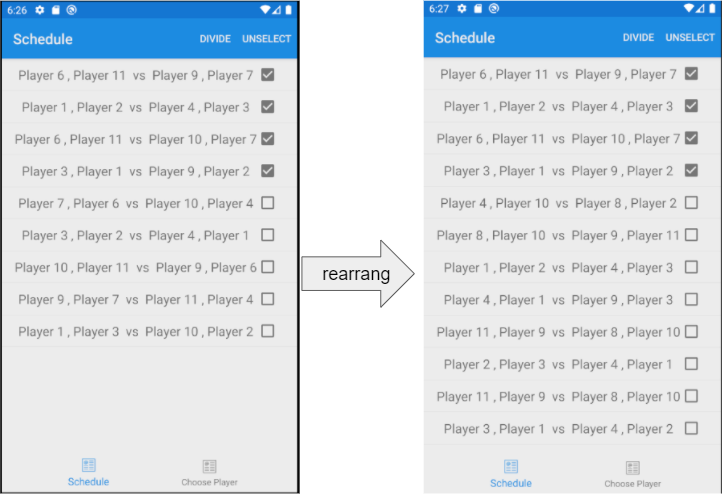 6:26
Schedule DIVIDE UNSELECT
Player 6 , Player 11 vs Player 9 , Player 7
Player 1 , Player 2 vs Player 4 , Player 3
Player 6 , Player 11 vs Player 10 , Player 7
Player 3 , Player 1 vs Player 9 , Player 2
Player 7 , Player 6 vs Player 10 , Player 4
Player 3 , Player 2 vs Player 4 , Player 1
Player 10 , Player 11 vs Player 9 , Player 6
Player 9 , Player 7 vs Player 11 , Player 4
Player 1 , Player 3 vs Player 10 , Player 2
Schedule Choose Player
rearrang
6:27
Schedule DIVIDE UNSELECT
Player 6 , Player 11 vs Player 9 , Player 7
Player 1 , Player 2 vs Player 4 , Player 3
Player 6 , Player 11 vs Player 10 , Player 7
Player 3 , Player 1 vs Player 9 , Player 2
Player 4 , Player 10 vs Player 8 , Player 2
Player 8 , Player 10 vs Player 9 , Player 11
Player 1 , Player 2 vs Player 4 , Player 3
Player 4 , Player 1 vs Player 9 , Player 3
Player 11 , Player 9 vs Player 8 , Player 10
Player 2 , Player 3 vs Player 4 , Player 1
Player 11 , Player 9 vs Player 8 , Player 10
Player 3 , Player 1 vs Player 4 , Player 2
Schedule Choose Player